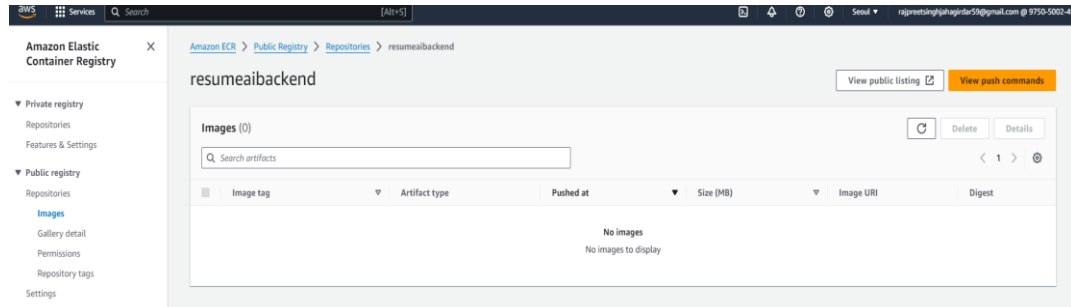 aws Services Search [Alt+S] Seoul ▼ rajpreetsinghjahagirdar59@gmail.com @ 9750-5002-4
Amazon Elastic
Container Registry
Private registry
Repositories
Features & Settings
Public registry
Repositories
Images
Gallery detail
Permissions
Repository tags
Settings
Amazon ECR > Public Registry > Repositories > resumeaibackend
resumeaibackend
View public listing
View push commands
Images (0)
Delete
Details
Search artifacts
< 1 >
Image tag Artifact type Pushed at Size (MB) Image URI Digest
No images
No images to display